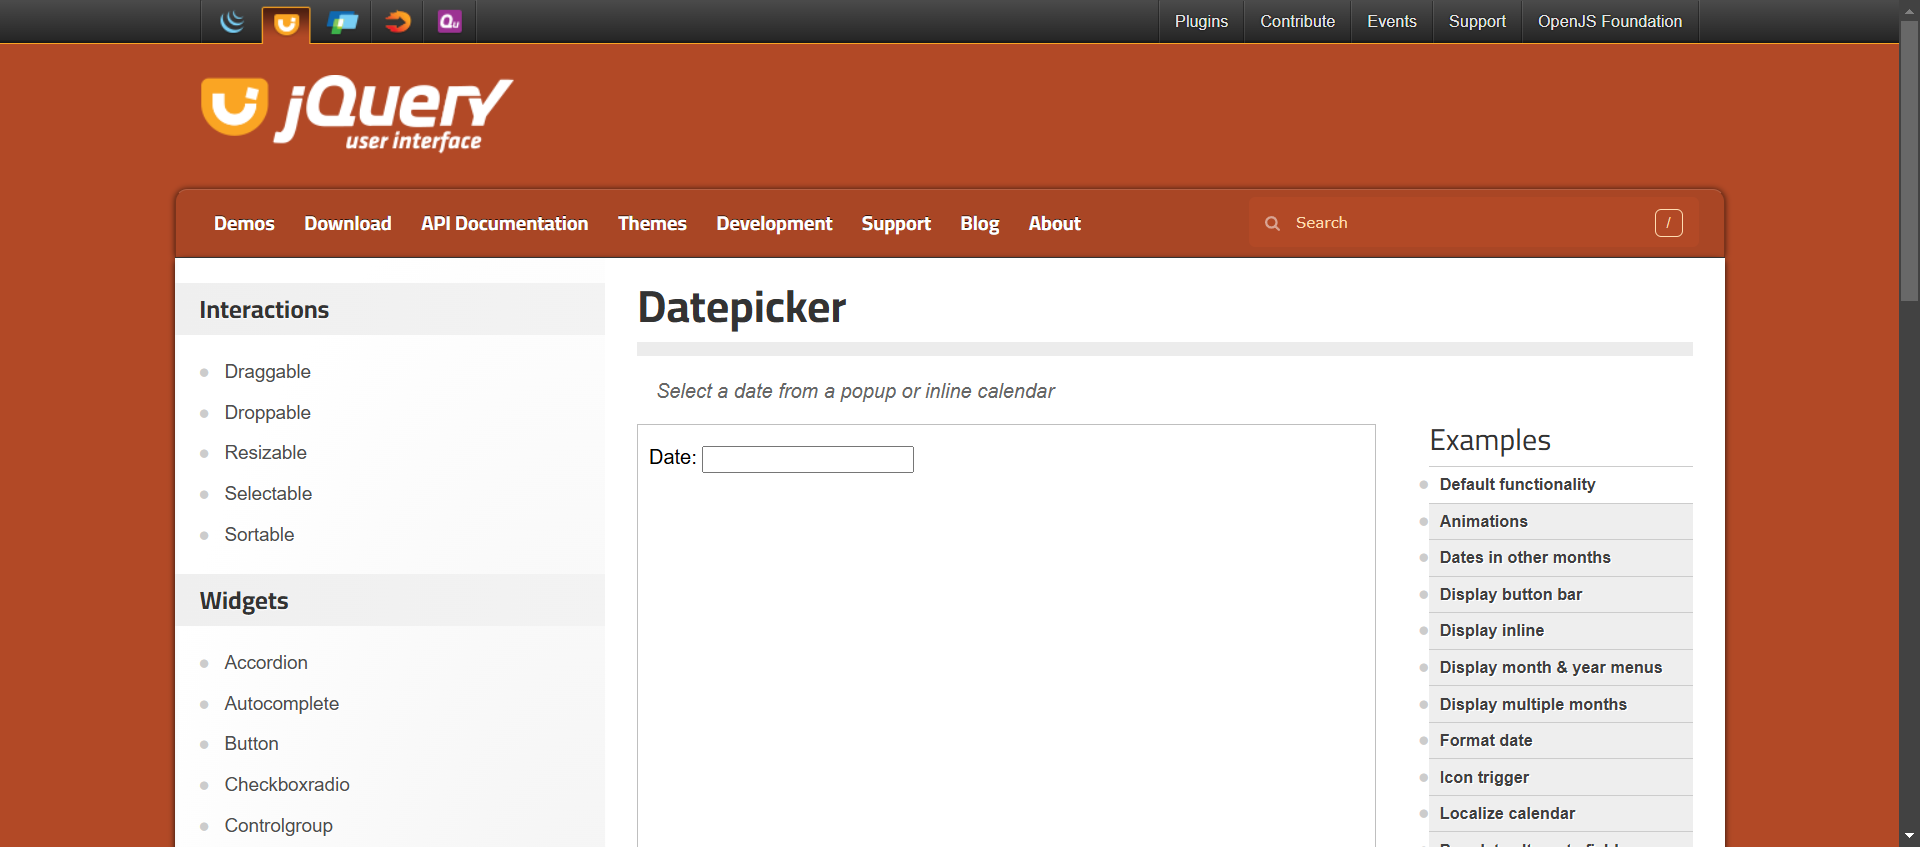 Qu
Plugins
Contribute
Events
Support
OpenJS Foundation
jQuery
user interface
Demos
Download
API Documentation
Themes
Development
Support
Blog
About
Search
/
Interactions
Draggable
Droppable
Resizable
Selectable
Sortable
Widgets
Accordion
Autocomplete
Button
Checkboxradio
Controlgroup
Datepicker
Select a date from a popup or inline calendar
Date:
Examples
Default functionality
Animations
Dates in other months
Display button bar
Display inline
Display month & year menus
Display multiple months
Format date
Icon trigger
Localize calendar